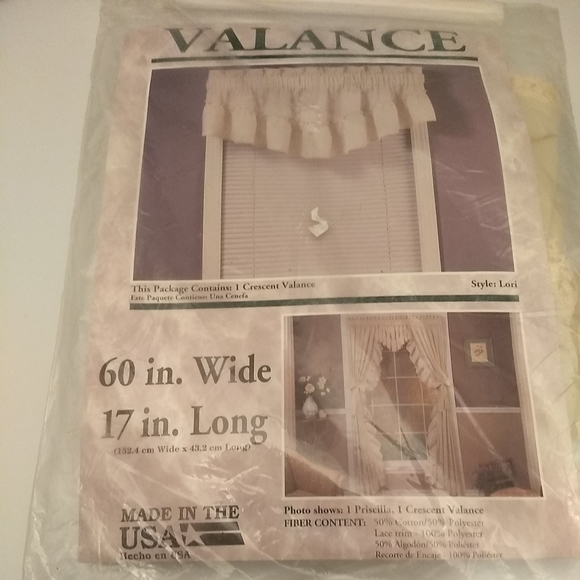 VALANCE
This Package Contains: 1 Crescent Valance
Style: Lori
Este Paquete Contiene: Una Cenefa
60 in. Wide
17 in. Long
(152.4 cm Wide x 43.2 cm Long)
Photo shows: 1 Priscilla, 1 Crescent Valance
FIBER CONTENT: 50% Cotton/50% Polyester
Lace trim - 100% Polyester
50% Algodón/50% Poliéster
Recorte de Encaje - 100% Poliéster
MADE IN THE
USA
Hecho en USA